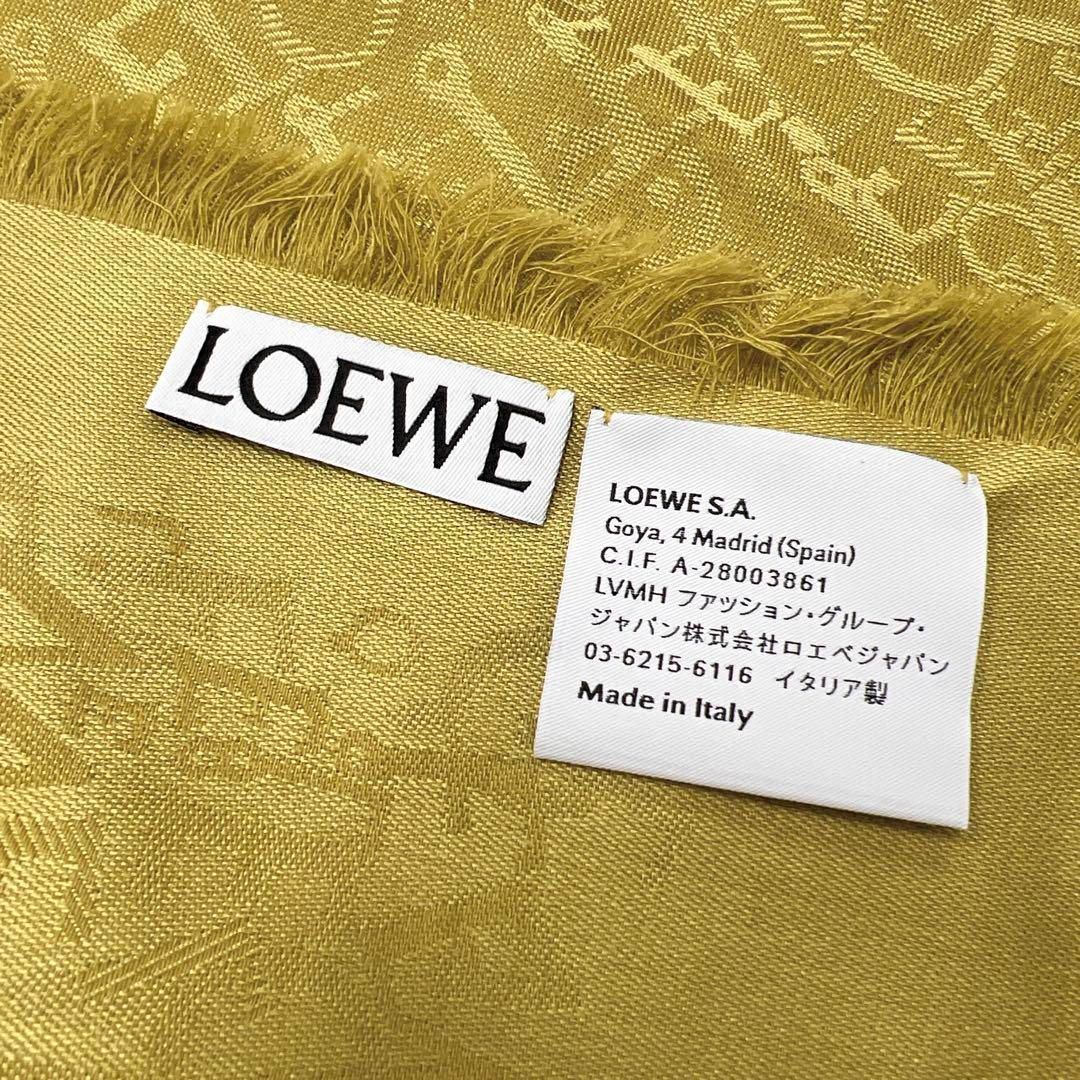 LOEWE
LOEWE S.A.
Goya, 4 Madrid (Spain)
C.I.F. A-28003861
LVMH ファッション・グループ・
ジャパン株式会社ロエベジャパン
03-6215-6116 イタリア製
Made in Italy